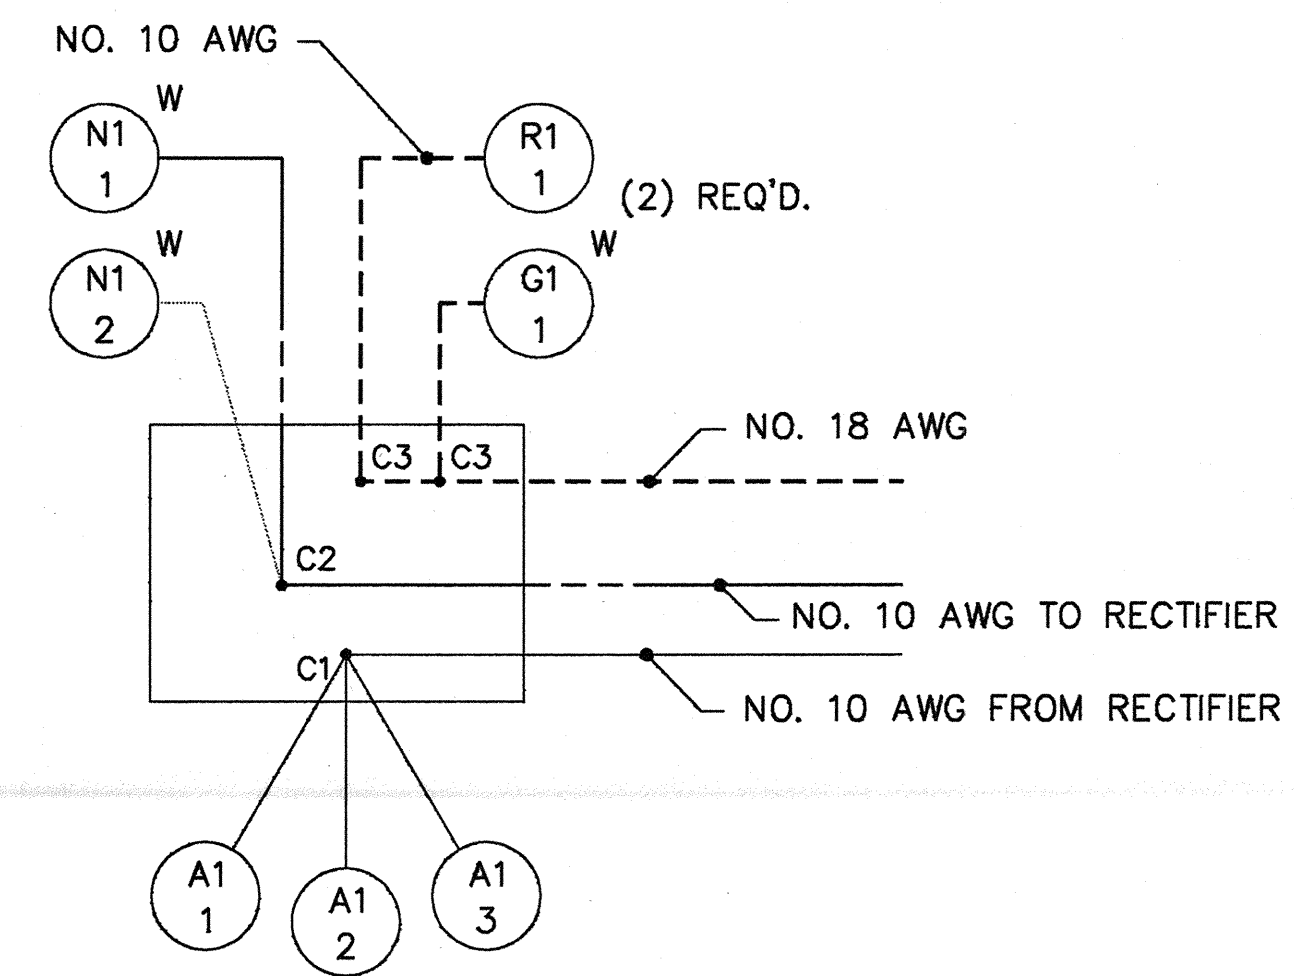 NO. 10 AWG
W
N1
1
R1
1
(2) REQ'D.
W
N1
2
W
G1
1
NO. 18 AWG
C3
C3
C2
NO. 10 AWG TO RECTIFIER
C1
NO. 10 AWG FROM RECTIFIER
A1
1
A1
2
A1
3